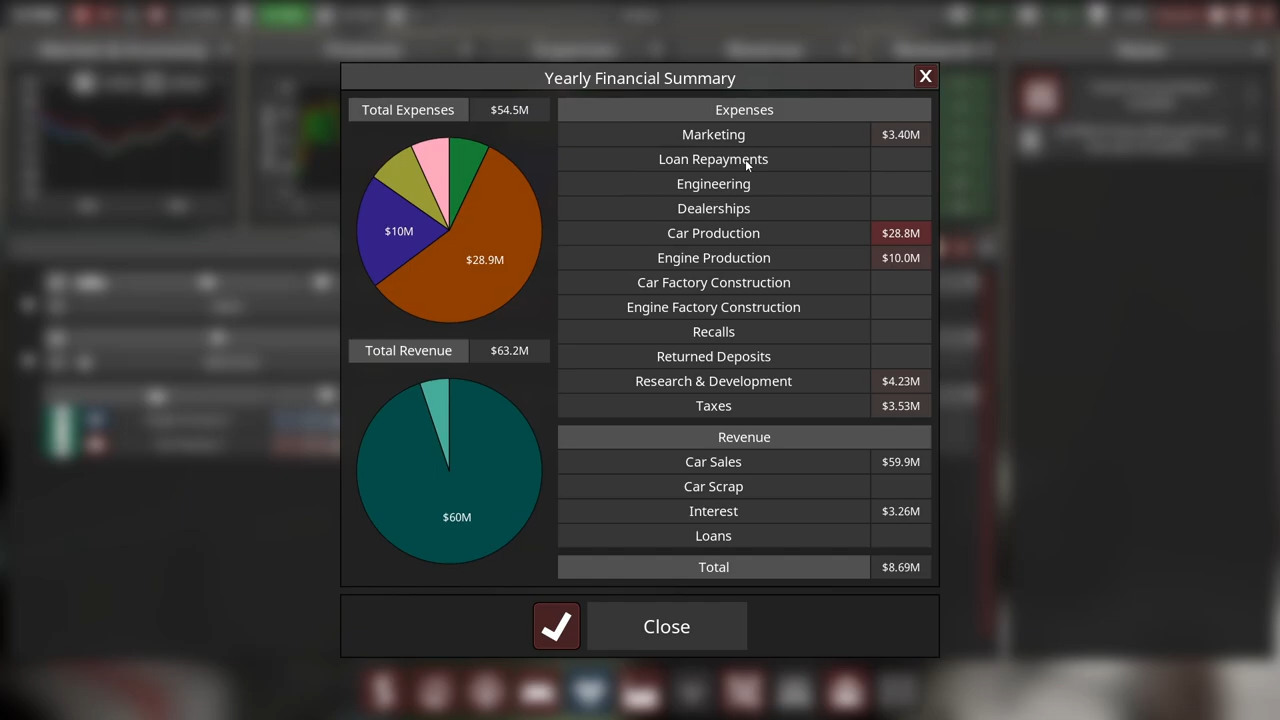 Yearly Financial Summary
X
Total Expenses $54.5M
$10M
$28.9M
Total Revenue $63.2M
$60M
Expenses
Marketing $3.40M
Loan Repayments
Engineering
Dealerships
Car Production $28.8M
Engine Production $10.0M
Car Factory Construction
Engine Factory Construction
Recalls
Returned Deposits
Research & Development $4.23M
Taxes $3.53M
Revenue
Car Sales $59.9M
Car Scrap
Interest $3.26M
Loans
Total $8.69M
Close